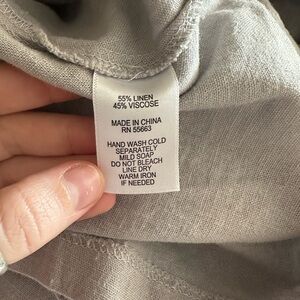 55% LINEN
45% VISCOSE
MADE IN CHINA
RN 55663
HAND WASH COLD
SEPARATELY
MILD SOAP
DO NOT BLEACH
LINE DRY
WARM IRON
IF NEEDED